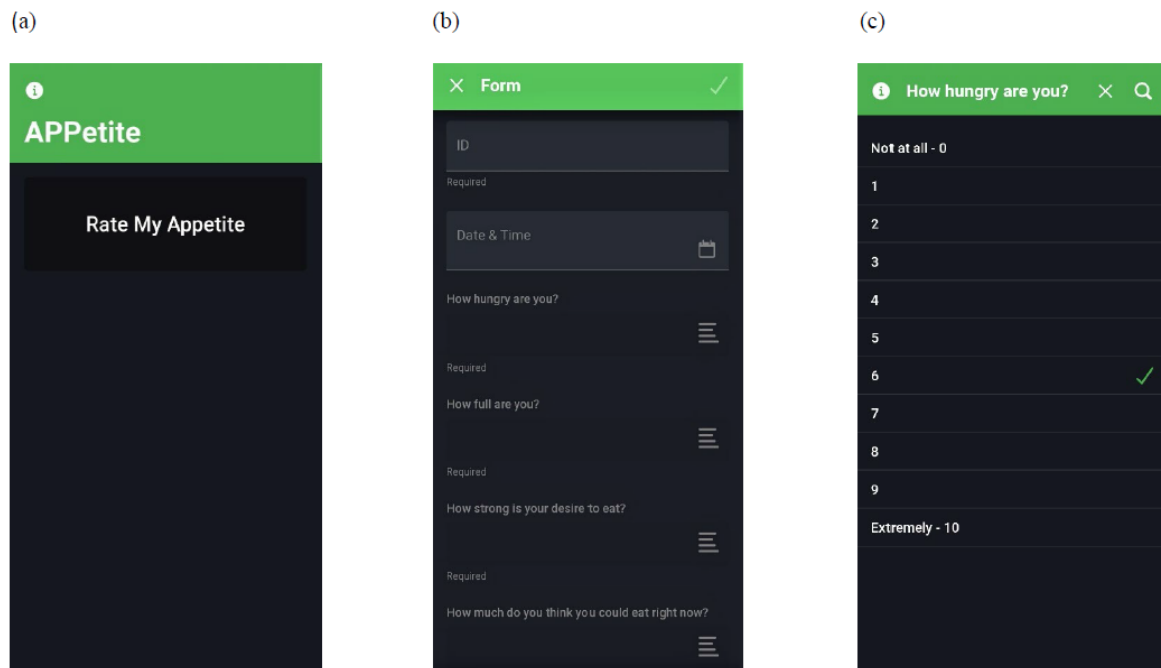 (a)
APPetite
Rate My Appetite
(b)
Form
ID
Required
Date & Time
How hungry are you?
Required
How full are you?
Required
How strong is your desire to eat?
Required
How much do you think you could eat right now?
(c)
How hungry are you?
Not at all - 0
1
2
3
4
5
6
7
8
9
Extremely - 10